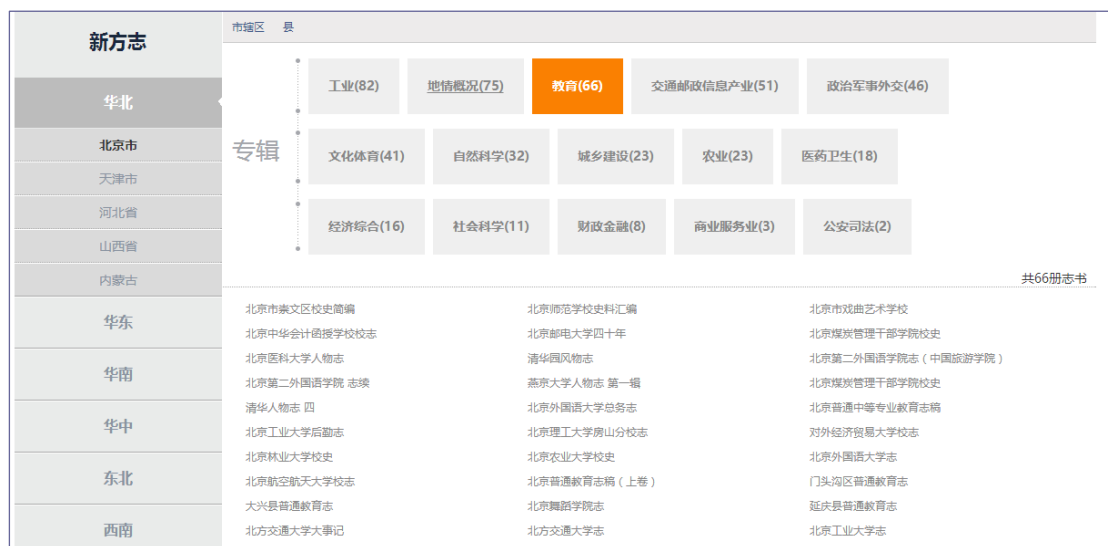 新方志
华北
北京市
天津市
河北省
山西省
内蒙古
华东
华南
华中
东北
西南
市辖区 县
专辑
工业(82) 地情概况(75) 教育(66) 交通邮政信息产业(51) 政治军事外交(46)
文化体育(41) 自然科学(32) 城乡建设(23) 农业(23) 医药卫生(18)
经济综合(16) 社会科学(11) 财政金融(8) 商业服务业(3) 公安司法(2)
共66册志书
北京市崇文区校史简编 北京师范学校史料汇编 北京市戏曲艺术学校
北京中华会计函授学校校志 北京邮电大学四十年 北京煤炭管理干部学院校史
北京医科大学人物志 清华园风物志 北京第二外国语学院志（中国旅游学院）
北京第二外国语学院 志续 燕京大学人物志 第一辑 北京煤炭管理干部学院校史
清华人物志 四 北京外国语大学总务志 北京普通中等专业教育志稿
北京工业大学后勤志 北京理工大学房山分校志 对外经济贸易大学校志
北京林业大学校史 北京农业大学校史 北京外国语大学志
北京航空航天大学校志 北京普通教育志稿（上卷） 门头沟区普通教育志
大兴县普通教育志 北京舞蹈学院志 延庆县普通教育志
北方交通大学大事记 北方交通大学志 北京工业大学志